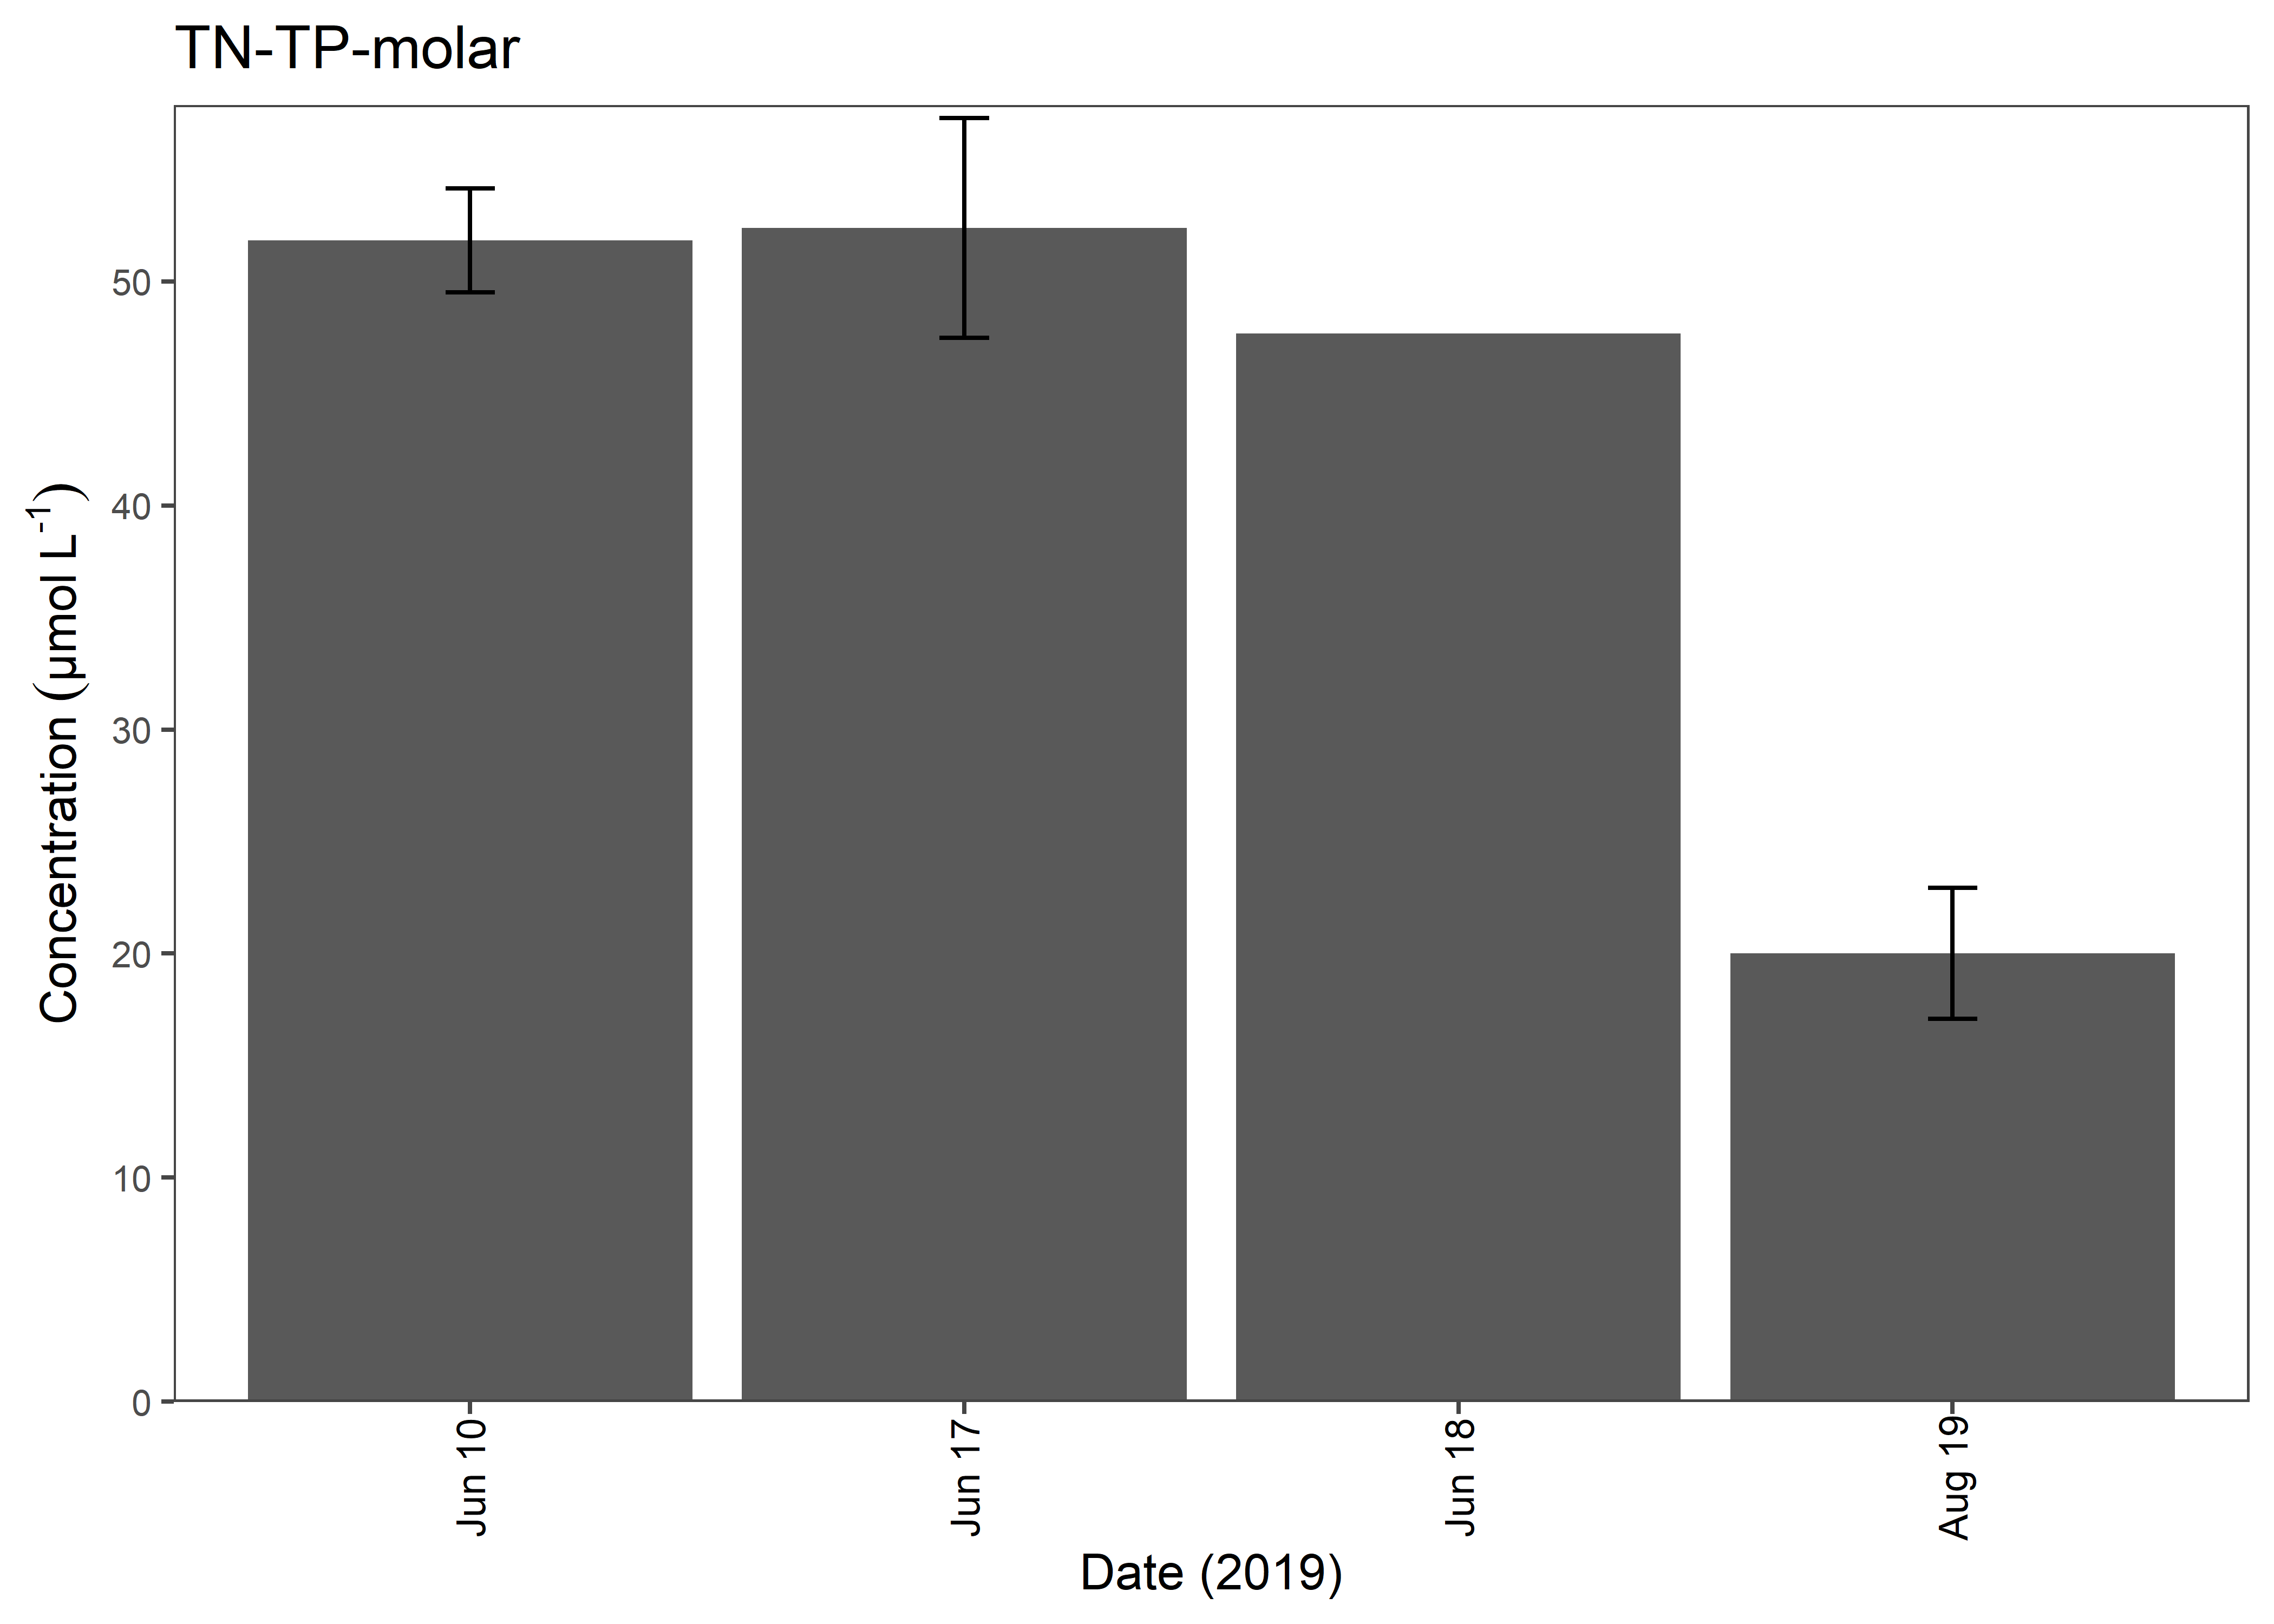 TN-TP-molar
Concentration (µmol L⁻¹)
50
40
30
20
10
0
Jun 10
Jun 17
Jun 18
Aug 19
Date (2019)